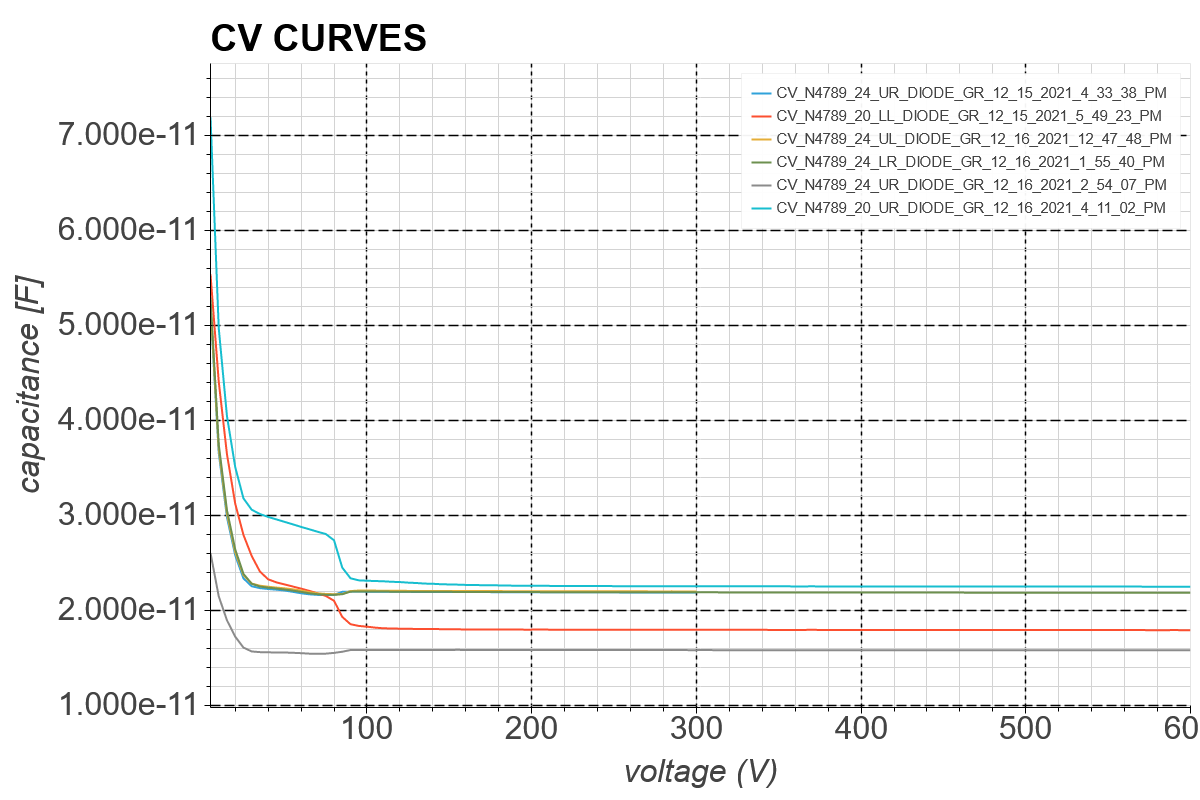 CV CURVES
CV_N4789_24_UR_DIODE_GR_12_15_2021_4_33_38_PM
CV_N4789_20_LL_DIODE_GR_12_15_2021_5_49_23_PM
CV_N4789_24_UL_DIODE_GR_12_16_2021_12_47_48_PM
CV_N4789_24_LR_DIODE_GR_12_16_2021_1_55_40_PM
CV_N4789_24_UR_DIODE_GR_12_16_2021_2_54_07_PM
CV_N4789_20_UR_DIODE_GR_12_16_2021_4_11_02_PM
7.000e-11
6.000e-11
5.000e-11
4.000e-11
3.000e-11
2.000e-11
1.000e-11
capacitance [F]
100 200 300 400 500 60
voltage (V)